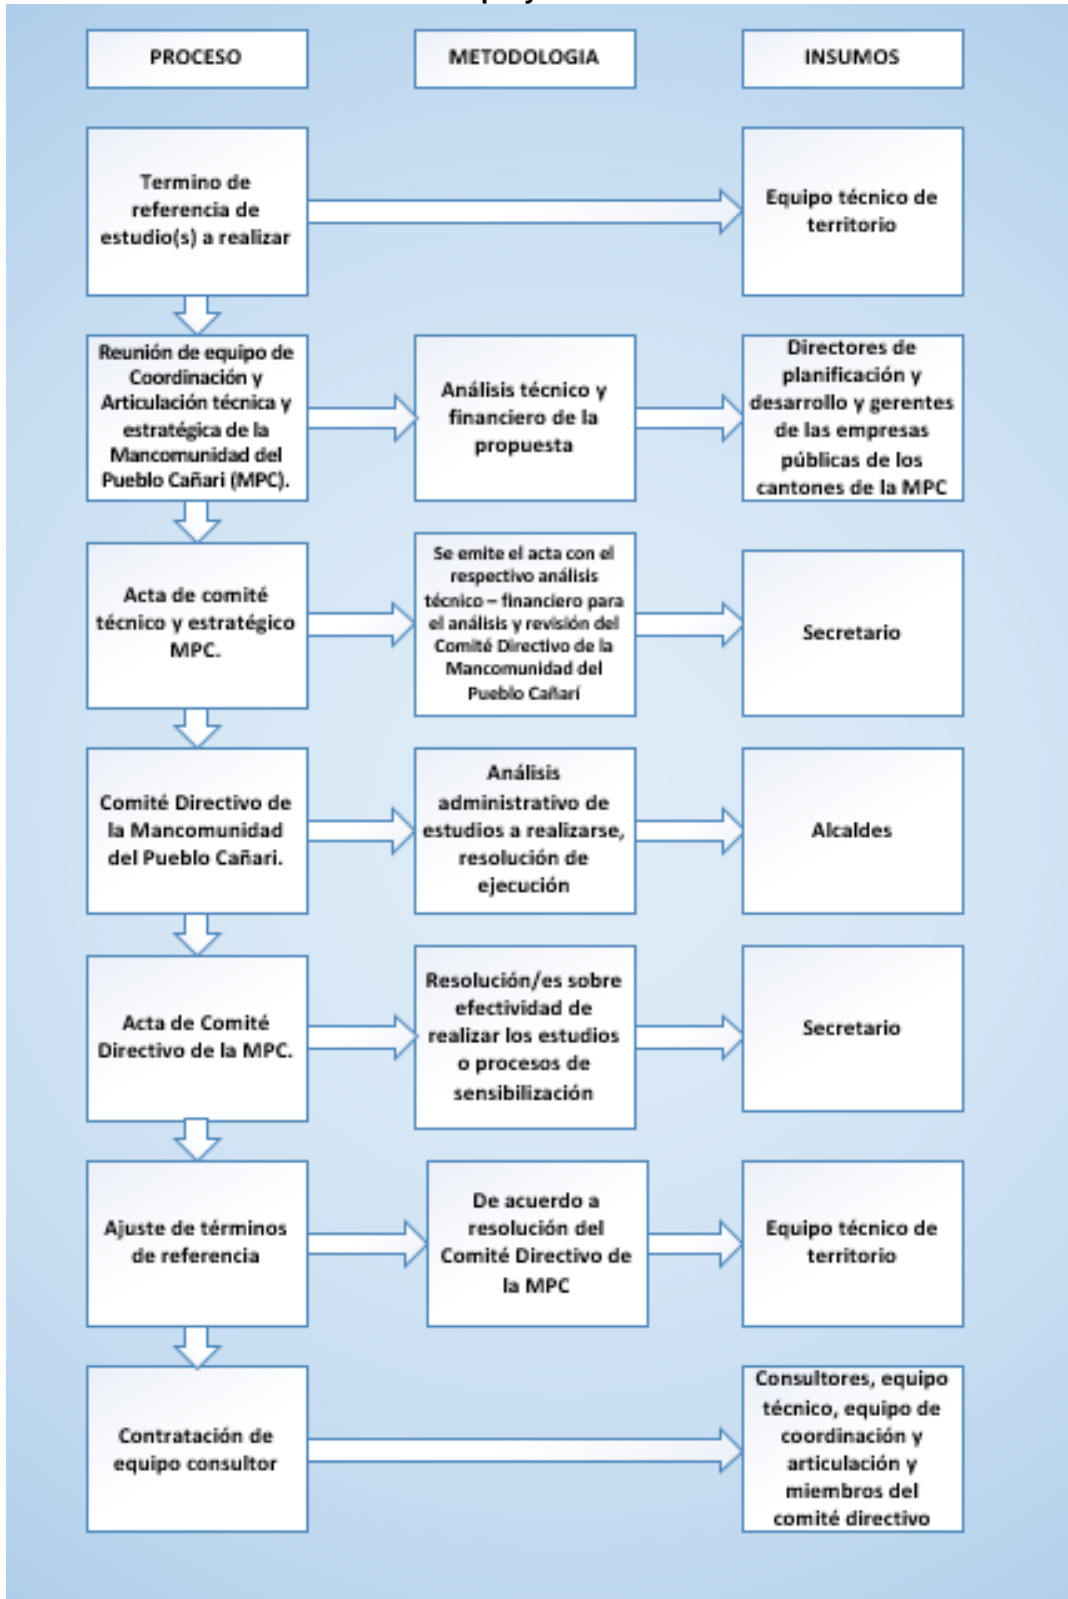 PROCESO
METODOLOGIA
INSUMOS
Termino de
referencia de
estudio(s) a realizar
Equipo técnico de
territorio
Reunión de equipo de
Coordinación y
Articulación técnica y
estratégica de la
Mancomunidad del
Pueblo Cañari (MPC).
Análisis técnico y
financiero de la
propuesta
Directores de
planificación y
desarrollo y gerentes
de las empresas
públicas de los
cantones de la MPC
Acta de comité
técnico y estratégico
MPC.
Se emite el acta con el
respectivo análisis
técnico – financiero para
el análisis y revisión del
Comité Directivo de la
Mancomunidad del
Pueblo Cañarí
Secretario
Comité Directivo de
la Mancomunidad
del Pueblo Cañari.
Análisis
administrativo de
estudios a realizarse,
resolución de
ejecución
Alcaldes
Acta de Comité
Directivo de la MPC.
Resolución/es sobre
efectividad de
realizar los estudios
o procesos de
sensibilización
Secretario
Ajuste de términos
de referencia
De acuerdo a
resolución del
Comité Directivo de
la MPC
Equipo técnico de
territorio
Contratación de
equipo consultor
Consultores, equipo
técnico, equipo de
coordinación y
articulación y
miembros del
comité directivo